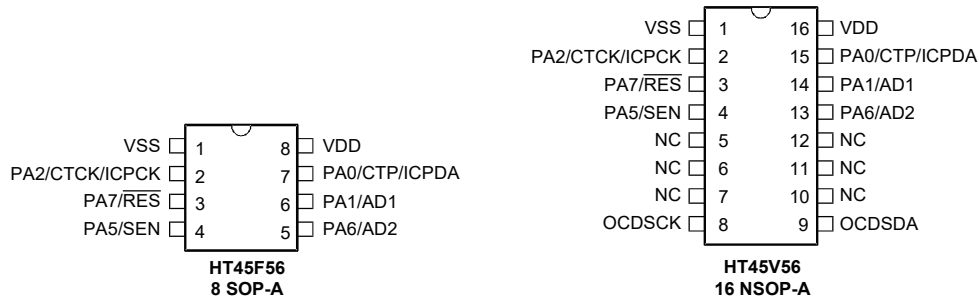 VSS 1 8 VDD
PA2/CTCK/ICPCK 2 7 PA0/CTP/ICPDA
PA7/RES 3 6 PA1/AD1
PA5/SEN 4 5 PA6/AD2
HT45F56
8 SOP-A
VSS 1 16 VDD
PA2/CTCK/ICPCK 2 15 PA0/CTP/ICPDA
PA7/RES 3 14 PA1/AD1
PA5/SEN 4 13 PA6/AD2
NC 5 12 NC
NC 6 11 NC
NC 7 10 NC
OCDSCK 8 9 OCDSDA
HT45V56
16 NSOP-A